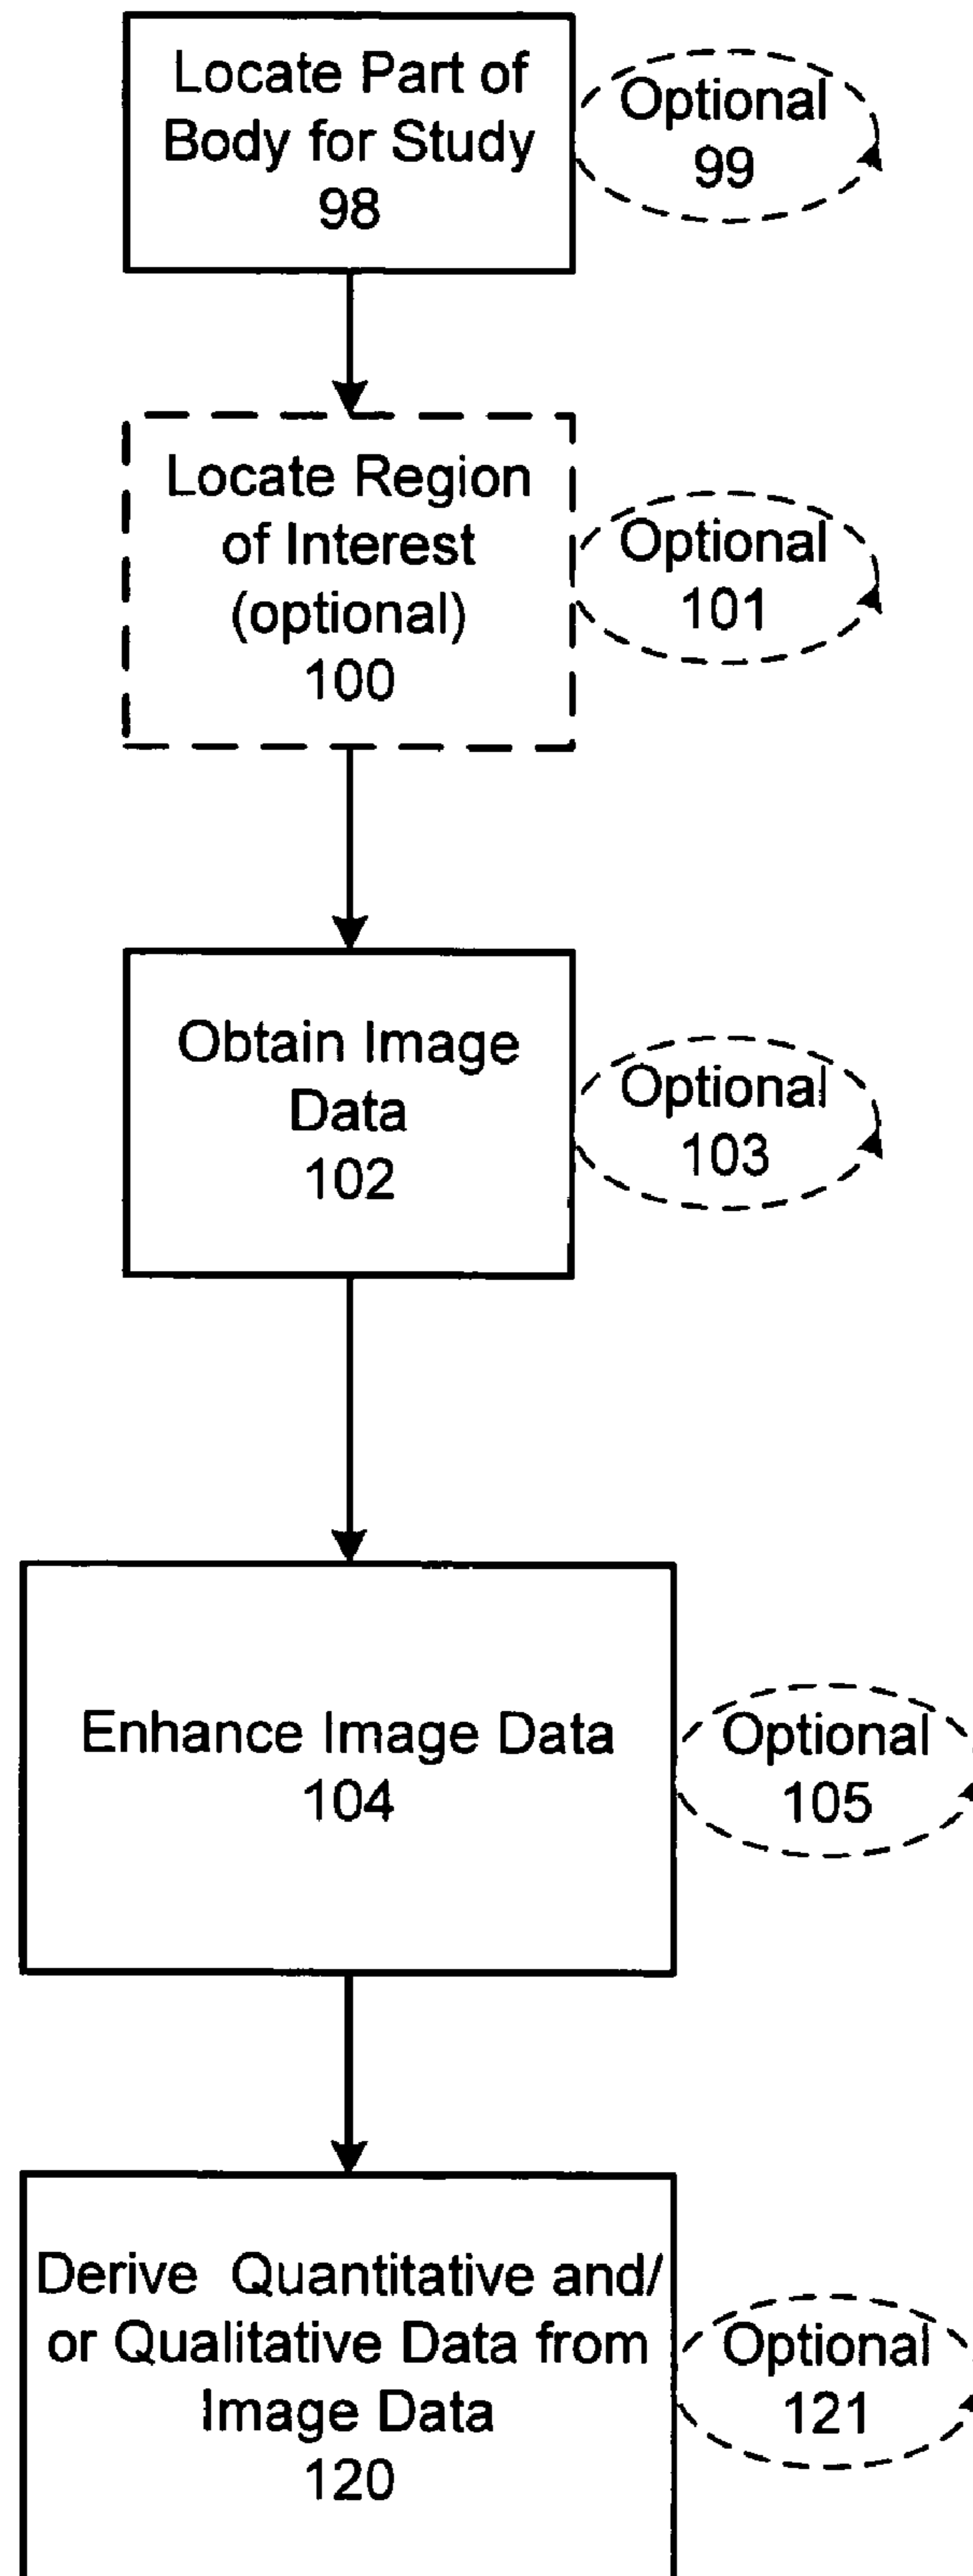 Locate Part of
Body for Study
98
Optional
99
Locate Region
of Interest
(optional)
100
Optional
101
Obtain Image
Data
102
Optional
103
Enhance Image Data
104
Optional
105
Derive Quantitative and/
or Qualitative Data from
Image Data
120
Optional
121